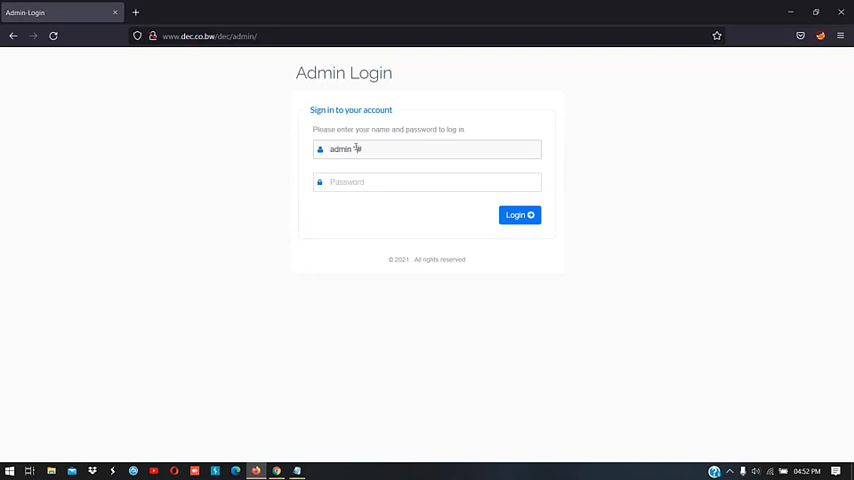 Admin-Login
www.dec.co.bw/dec/admin/
Admin Login
Sign in to your account
Please enter your name and password to log in.
admin '#
Password
Login
© 2021 . All rights reserved
04:52 PM